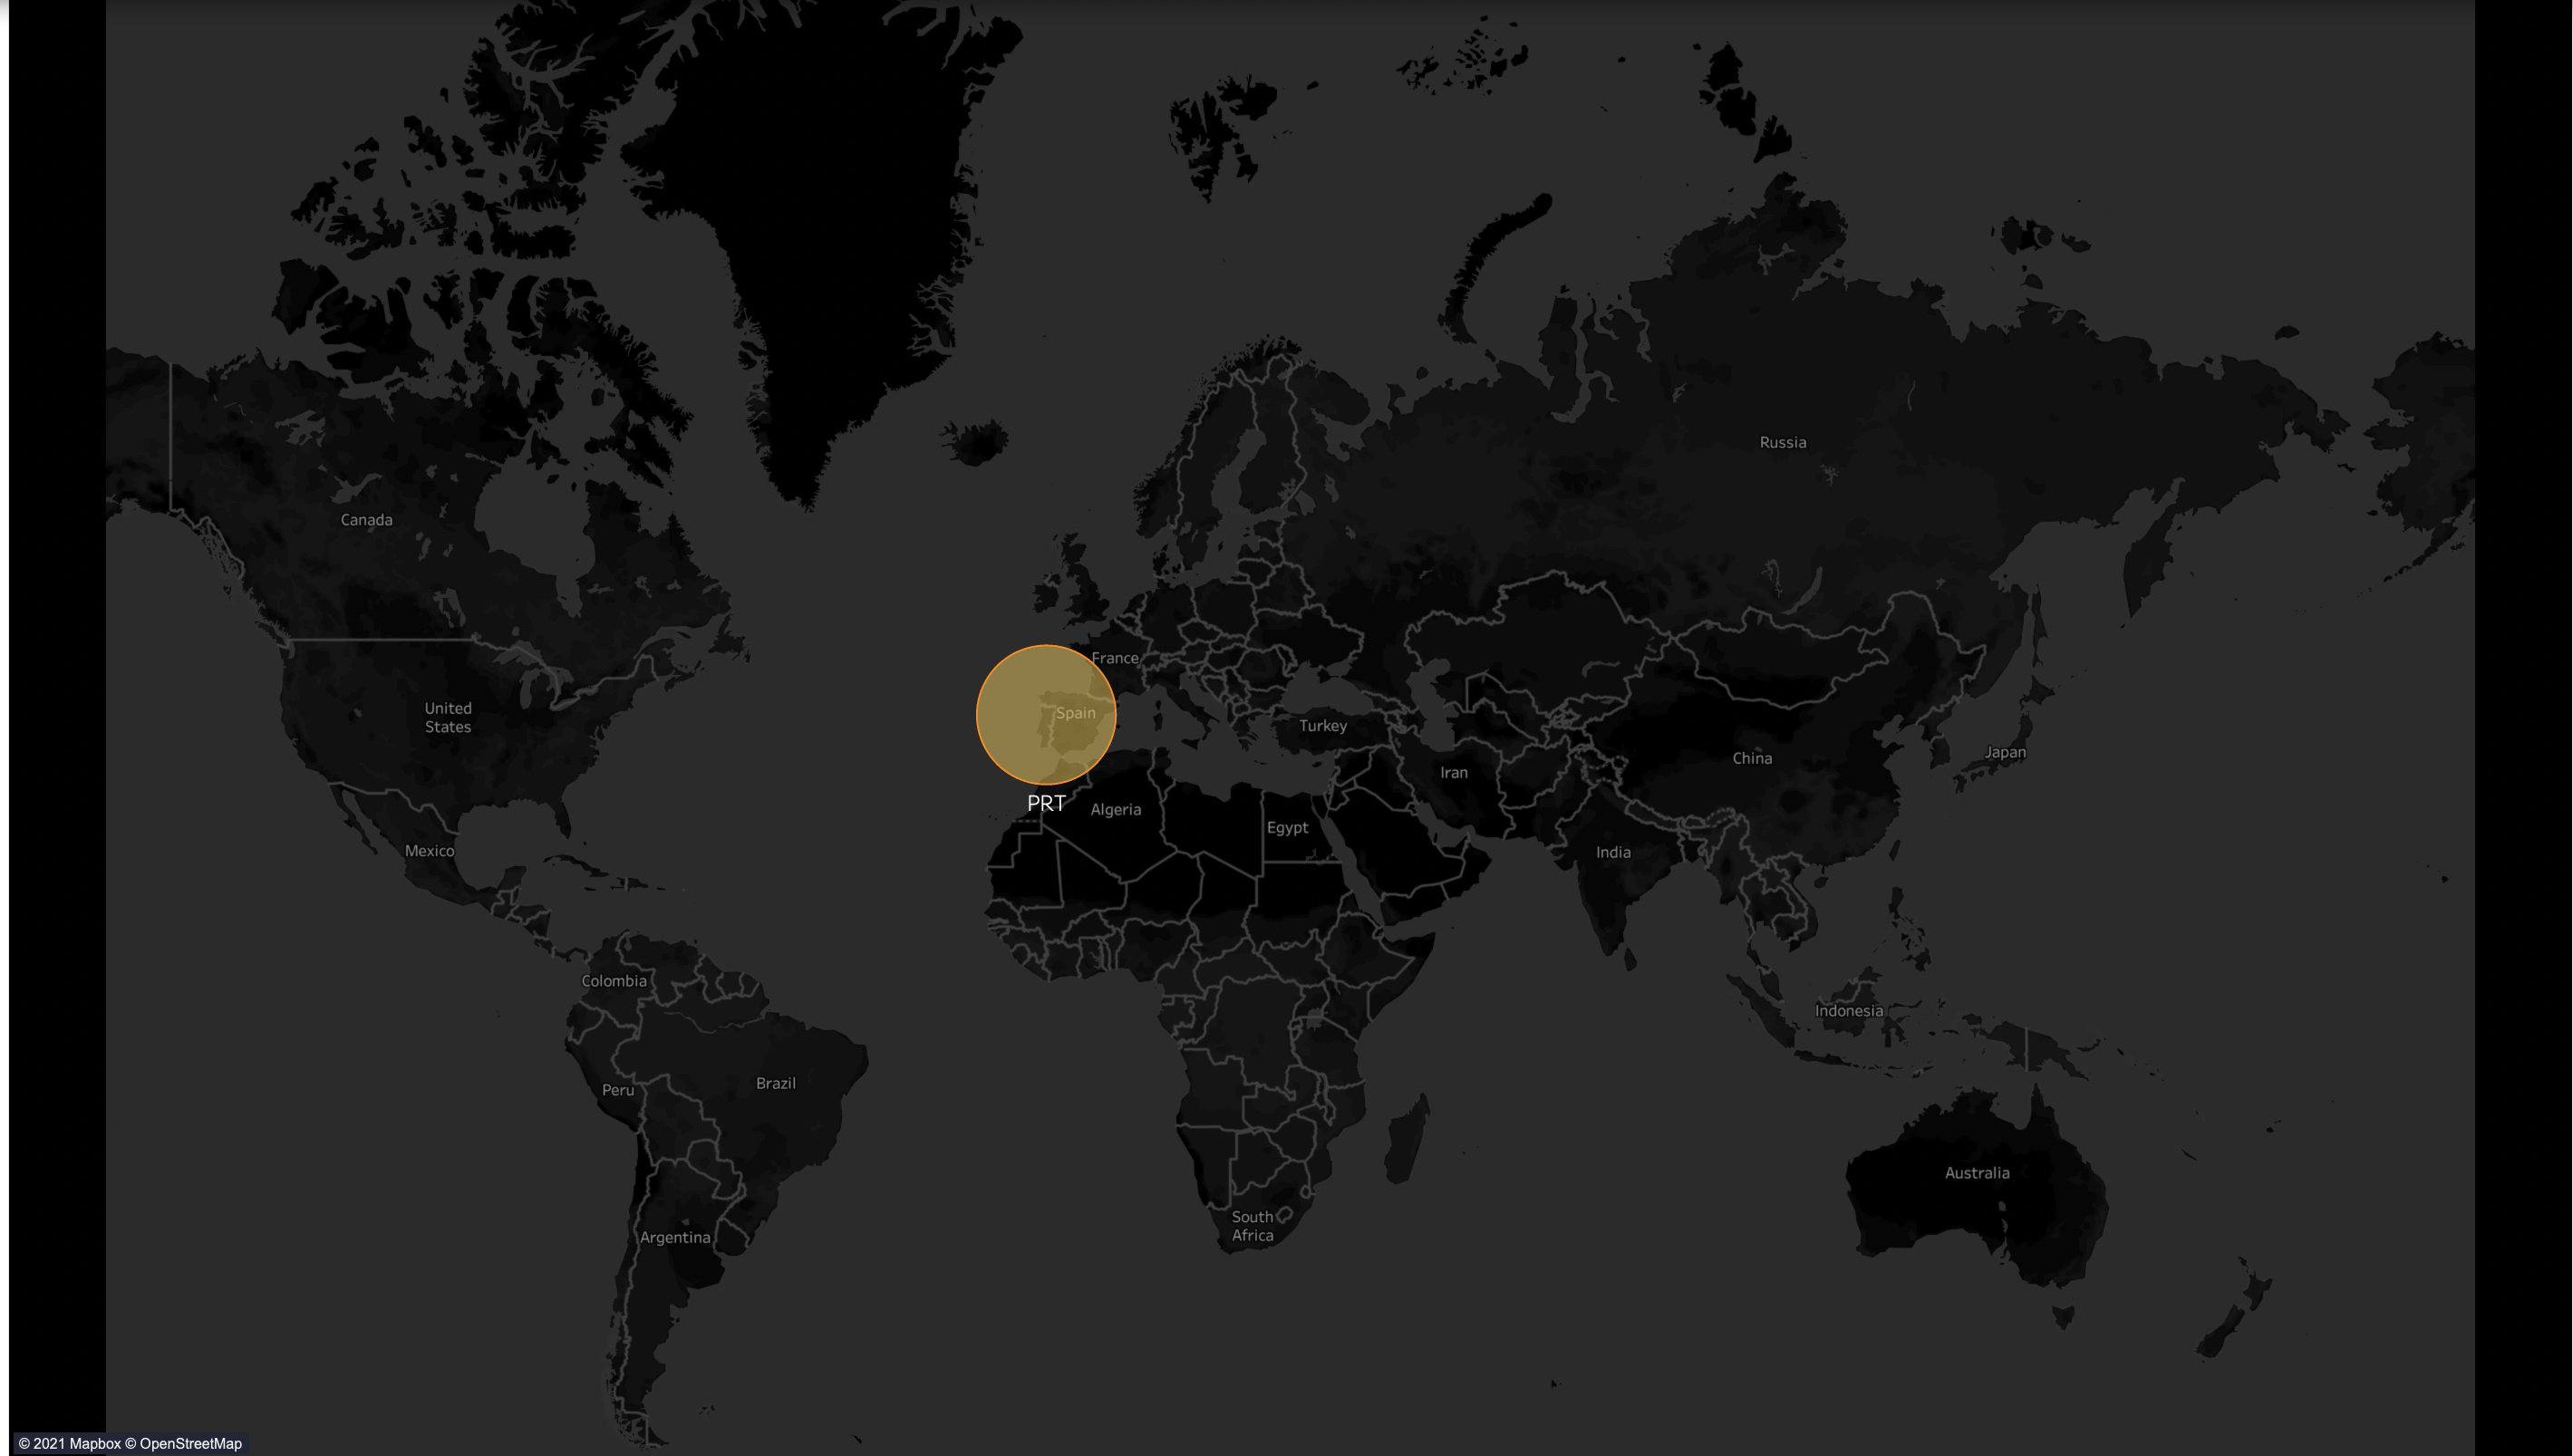 Russia
Canada
France
United
States
Spain
Turkey
China
Japan
Iran
PRT
Algeria
Egypt
Mexico
India
Colombia
Indonesia
Peru
Brazil
Australia
South
Africa
Argentina
© 2021 Mapbox © OpenStreetMap